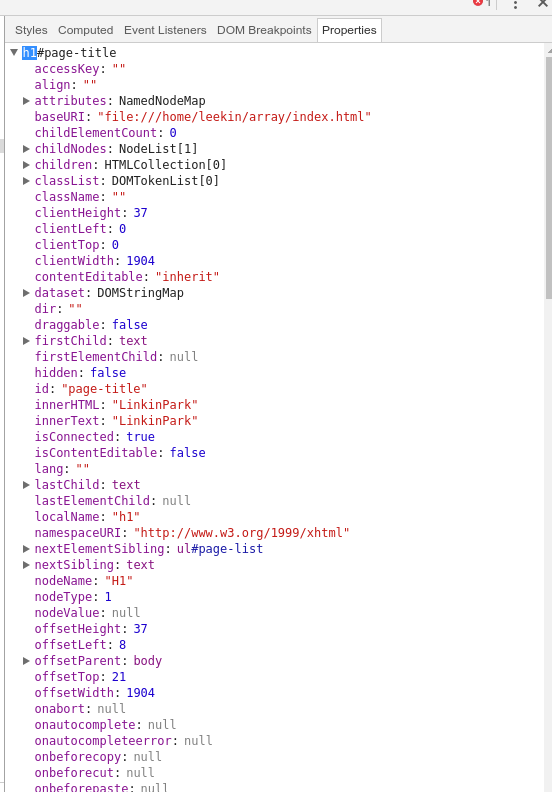 1
Styles Computed Event Listeners DOM Breakpoints Properties
h1#page-title
accessKey: ""
align: ""
attributes: NamedNodeMap
baseURI: "file:///home/leekin/array/index.html"
childElementCount: 0
childNodes: NodeList[1]
children: HTMLCollection[0]
classList: DOMTokenList[0]
className: ""
clientHeight: 37
clientLeft: 0
clientTop: 0
clientWidth: 1904
contentEditable: "inherit"
dataset: DOMStringMap
dir: ""
draggable: false
firstChild: text
firstElementChild: null
hidden: false
id: "page-title"
innerHTML: "LinkinPark"
innerText: "LinkinPark"
isConnected: true
isContentEditable: false
lang: ""
lastChild: text
lastElementChild: null
localName: "h1"
namespaceURI: "http://www.w3.org/1999/xhtml"
nextElementSibling: ul#page-list
nextSibling: text
nodeName: "H1"
nodeType: 1
nodeValue: null
offsetHeight: 37
offsetLeft: 8
offsetParent: body
offsetTop: 21
offsetWidth: 1904
onabort: null
onautocomplete: null
onautocompleteerror: null
onbeforecopy: null
onbeforecut: null
onbeforepaste: null